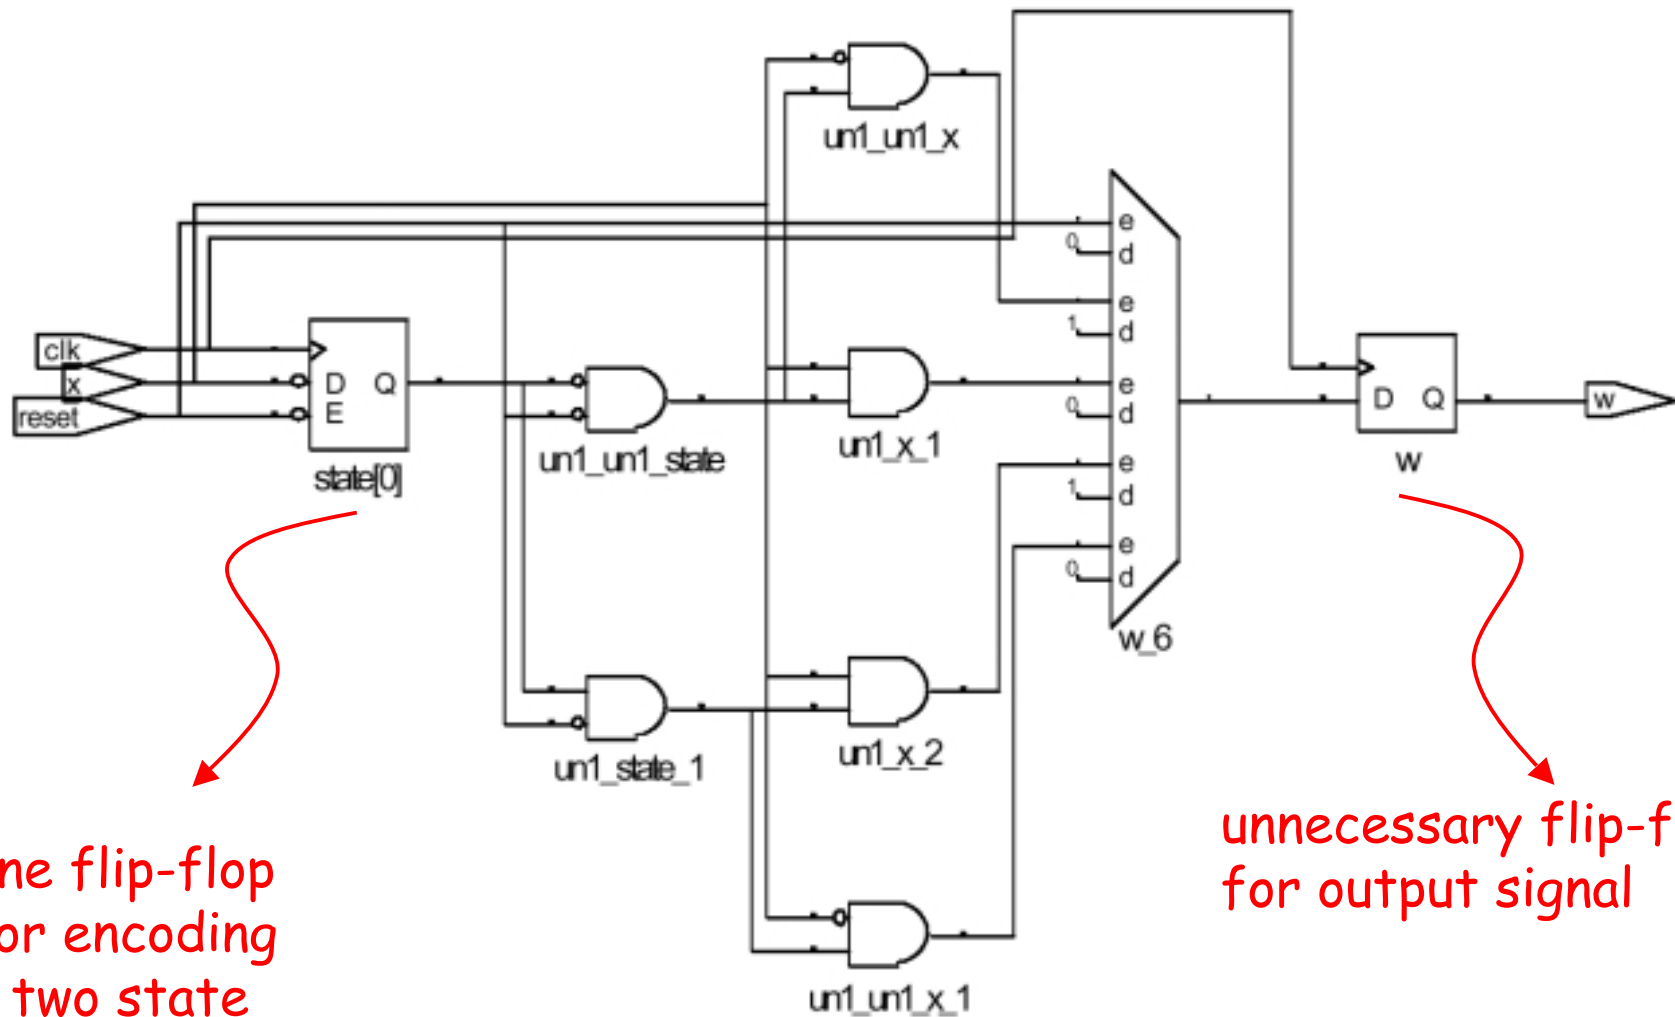 un1_un1_x
e
0
d
e
1
d
clk
x
reset
D Q
E
state[0]
un1_un1_state
un1_x_1
e
0
d
e
1
d
e
0
d
w_6
D Q
w
w
un1_state_1
un1_x_2
un1_un1_x_1
ne flip-flop
or encoding
two state
unnecessary flip-f
for output signal